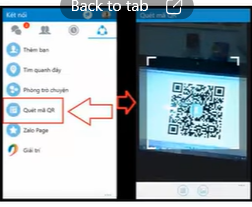 Back to tab
Kết nối
Thêm bạn
Tìm quanh đây
Phòng trò chuyện
Quét mã QR
Zalo Page
Giải trí
Quét mã QR